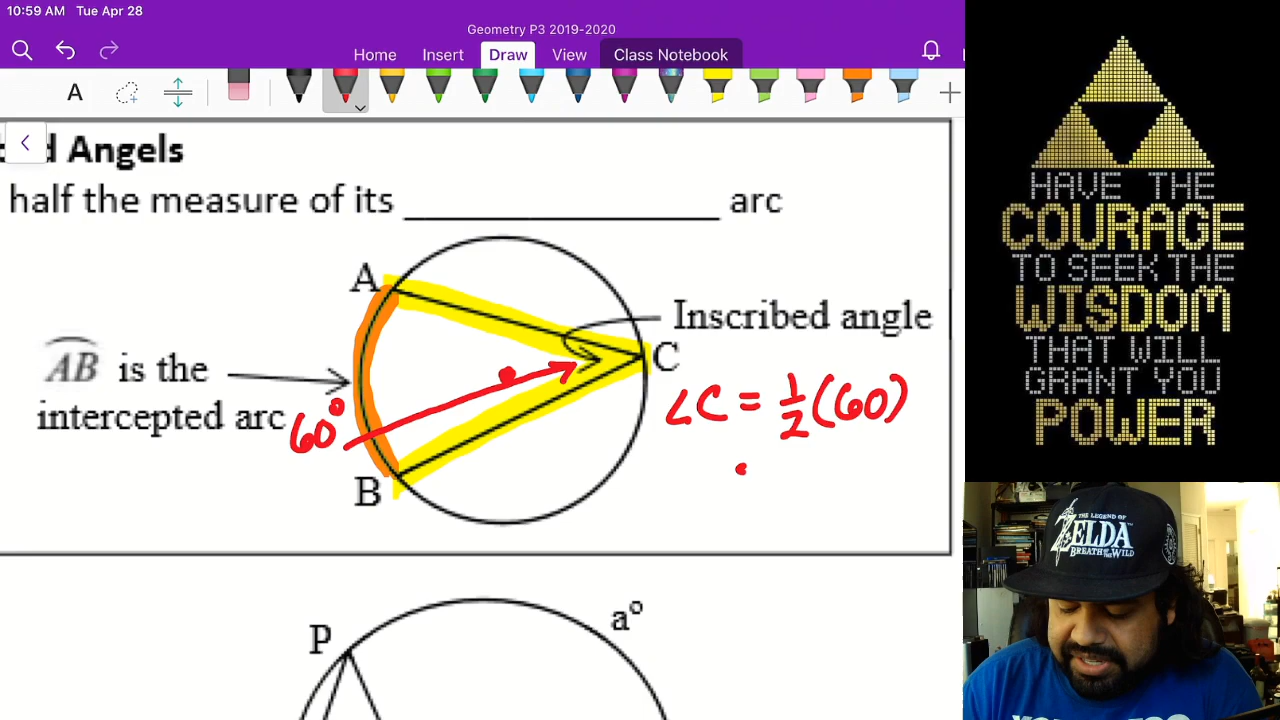 10:59 AM Tue Apr 28
Geometry P3 2019-2020
Home Insert Draw View Class Notebook
A
d Angels
half the measure of its ____________________ arc
A
Inscribed angle
AB is the
intercepted arc
C
60°
∠C = 1/2(60)
B
P
a°
HAVE THE
COURAGE
TO SEEK THE
WISDOM
THAT WILL
GRANT YOU
POWER
THE LEGEND OF
ZELDA
BREATH OF THE WILD